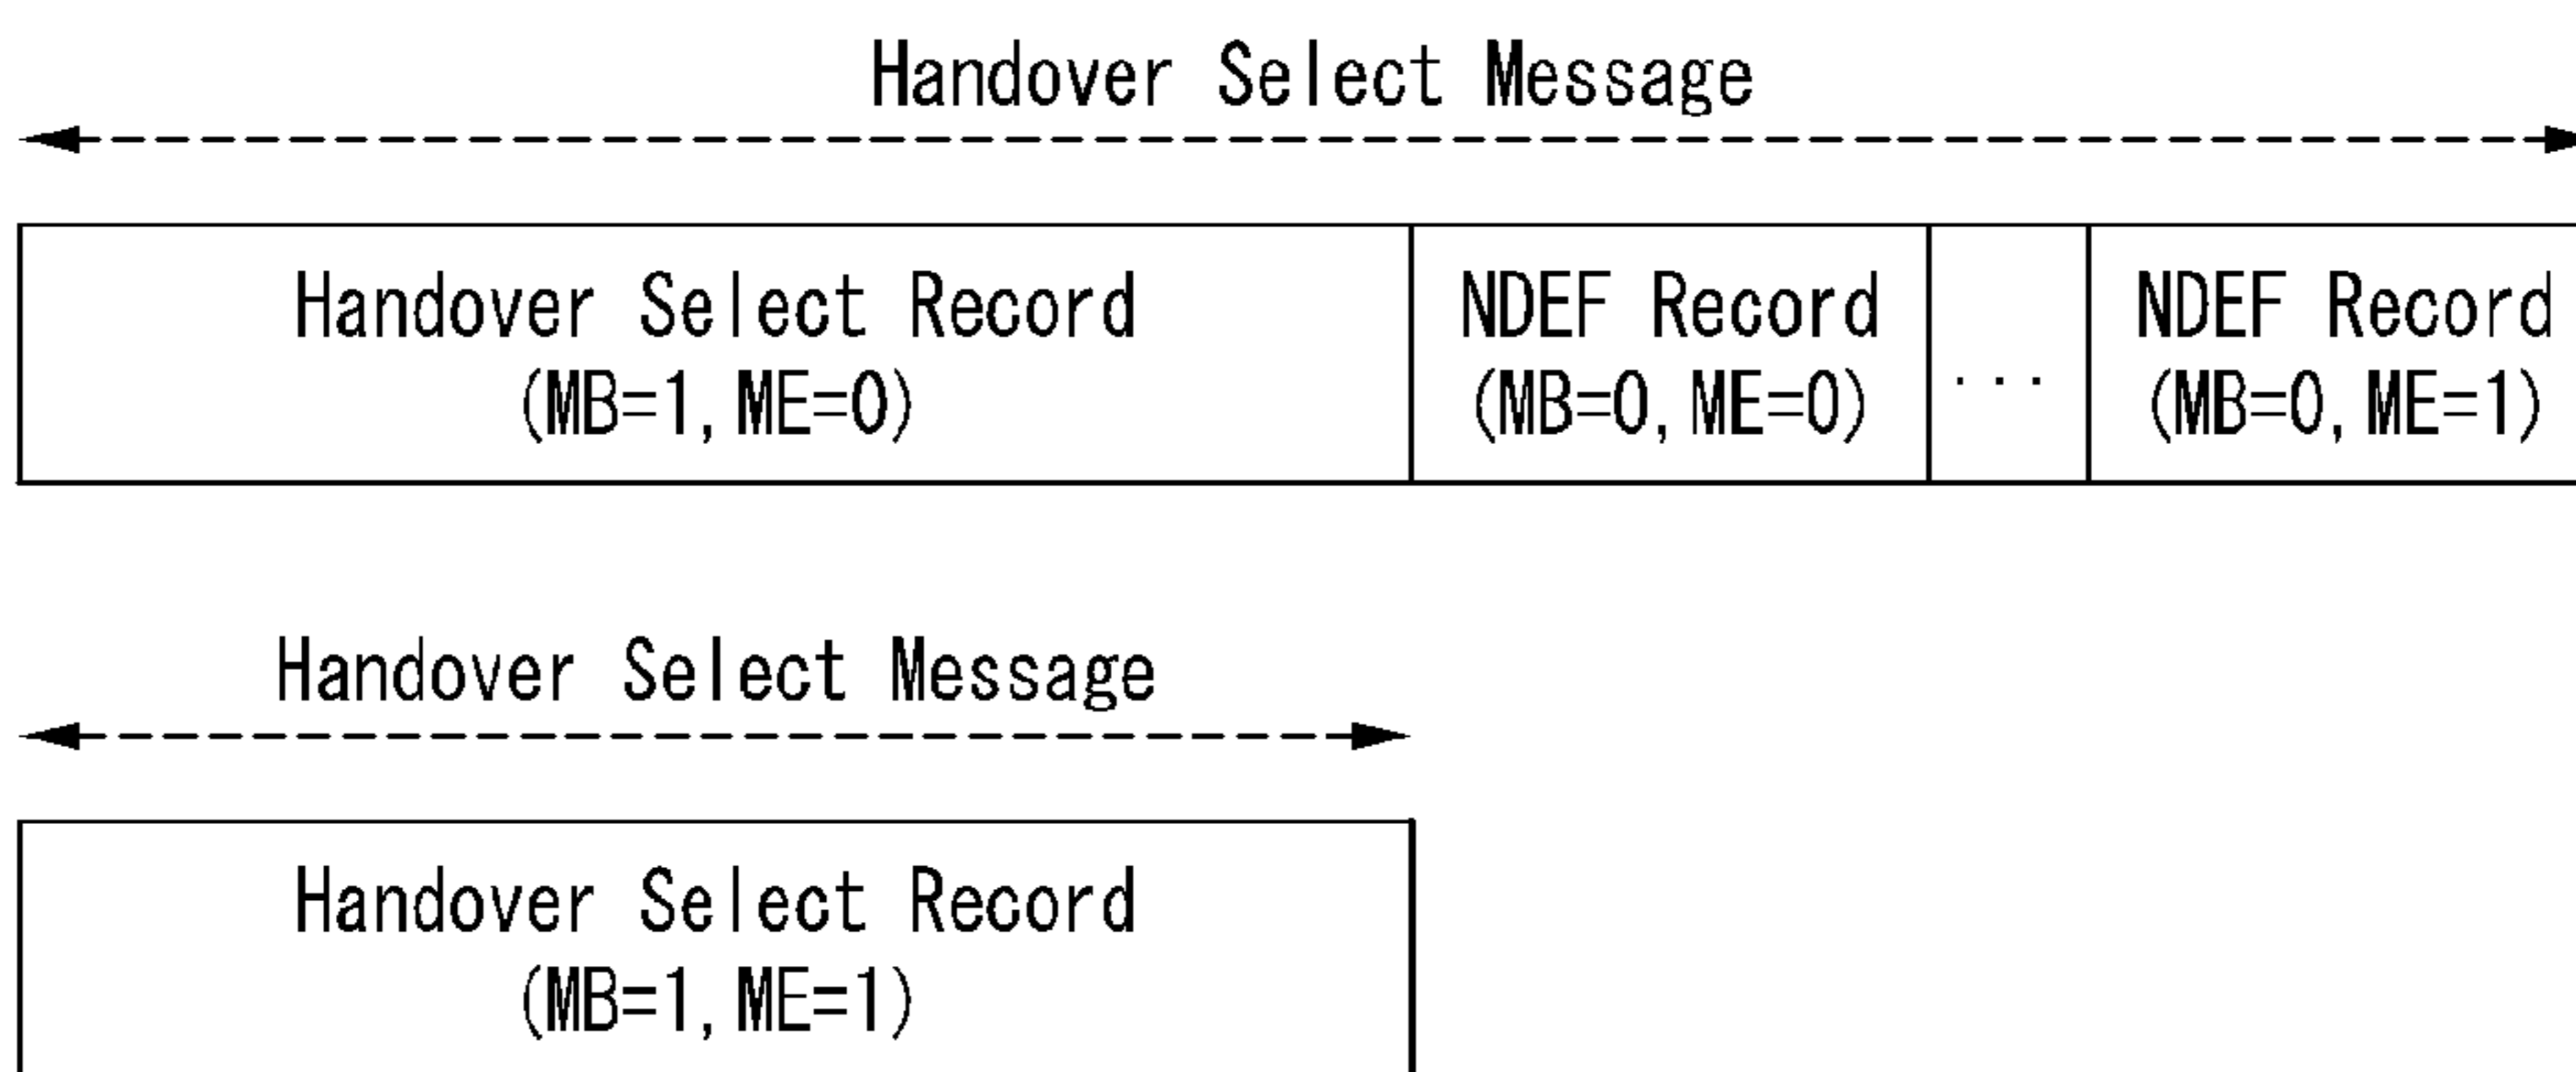 Handover Select Message
Handover Select Record
(MB=1, ME=0)
NDEF Record
(MB=0, ME=0)
...
NDEF Record
(MB=0, ME=1)
Handover Select Message
Handover Select Record
(MB=1, ME=1)